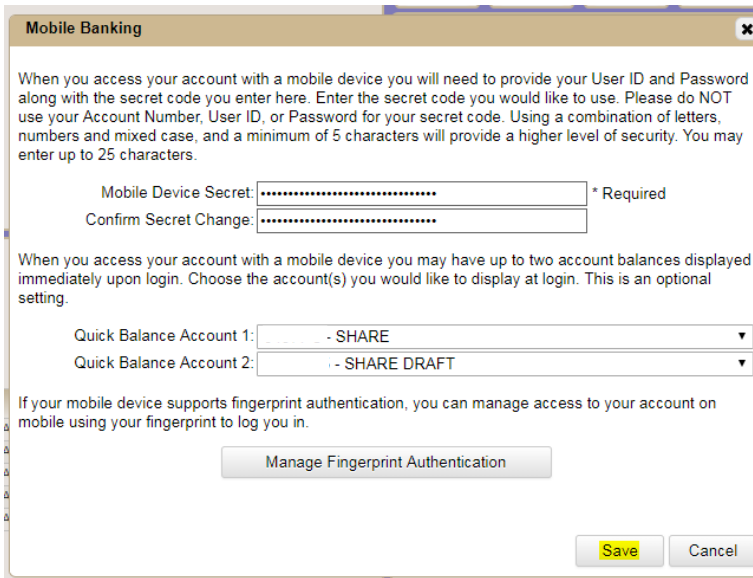 Mobile Banking
When you access your account with a mobile device you will need to provide your User ID and Password
along with the secret code you enter here. Enter the secret code you would like to use. Please do NOT
use your Account Number, User ID, or Password for your secret code. Using a combination of letters,
numbers and mixed case, and a minimum of 5 characters will provide a higher level of security. You may
enter up to 25 characters.
Mobile Device Secret: •••••••••••••••••••••••••••••••• * Required
Confirm Secret Change: ••••••••••••••••••••••••••••••••
When you access your account with a mobile device you may have up to two account balances displayed
immediately upon login. Choose the account(s) you would like to display at login. This is an optional
setting.
Quick Balance Account 1: - SHARE
Quick Balance Account 2: - SHARE DRAFT
If your mobile device supports fingerprint authentication, you can manage access to your account on
mobile using your fingerprint to log you in.
Manage Fingerprint Authentication
Save Cancel